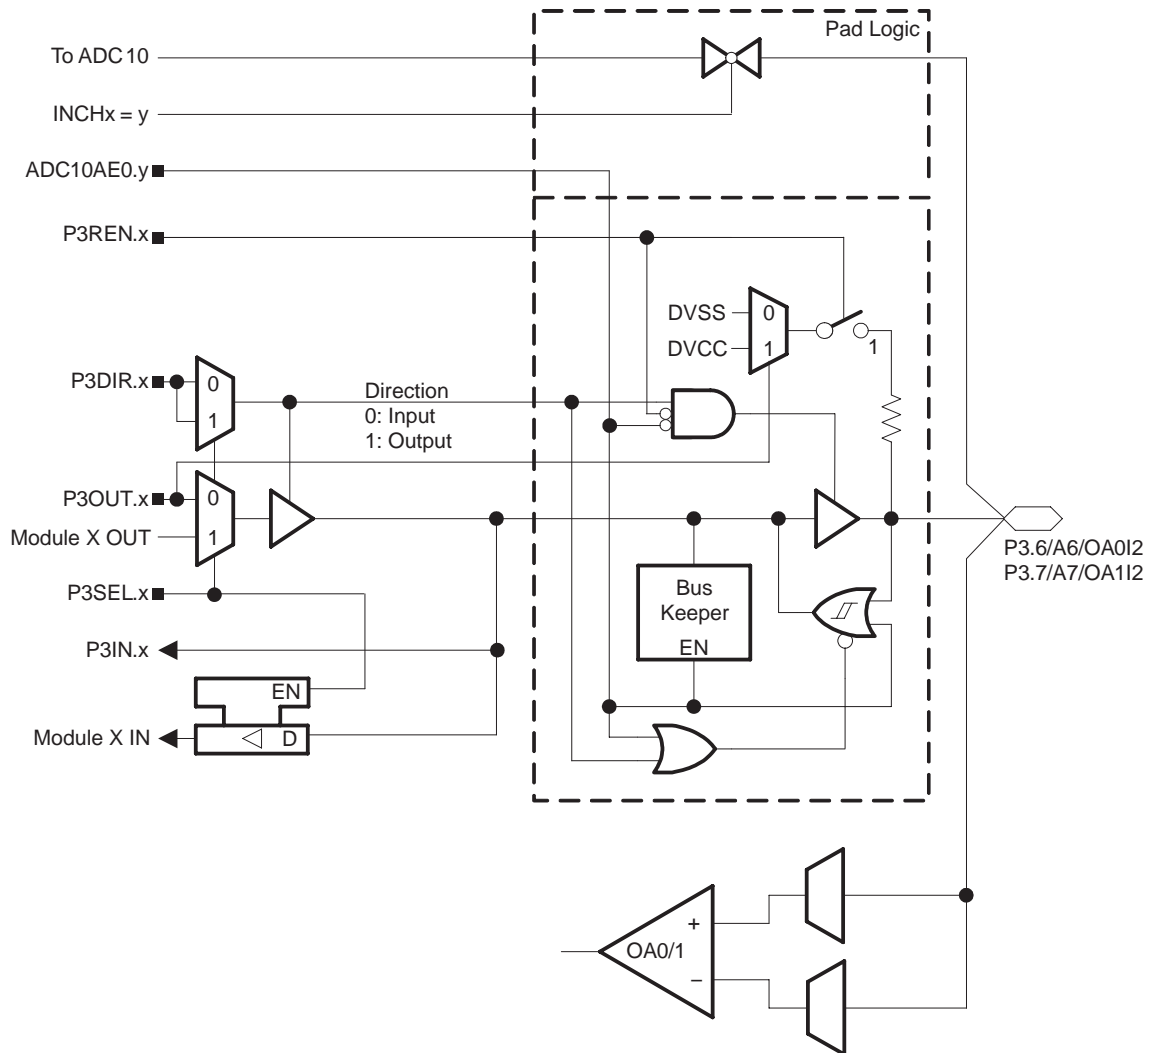 Pad Logic
To ADC10
INCHx = y
ADC10AE0.y
P3REN.x
DVSS
0
DVCC
1
1
P3DIR.x
0
1
Direction
0: Input
1: Output
P3OUT.x
0
Module X OUT
1
P3SEL.x
P3IN.x
EN
Module X IN
D
Bus
Keeper
EN
P3.6/A6/OA0I2
P3.7/A7/OA1I2
+
OA0/1
−